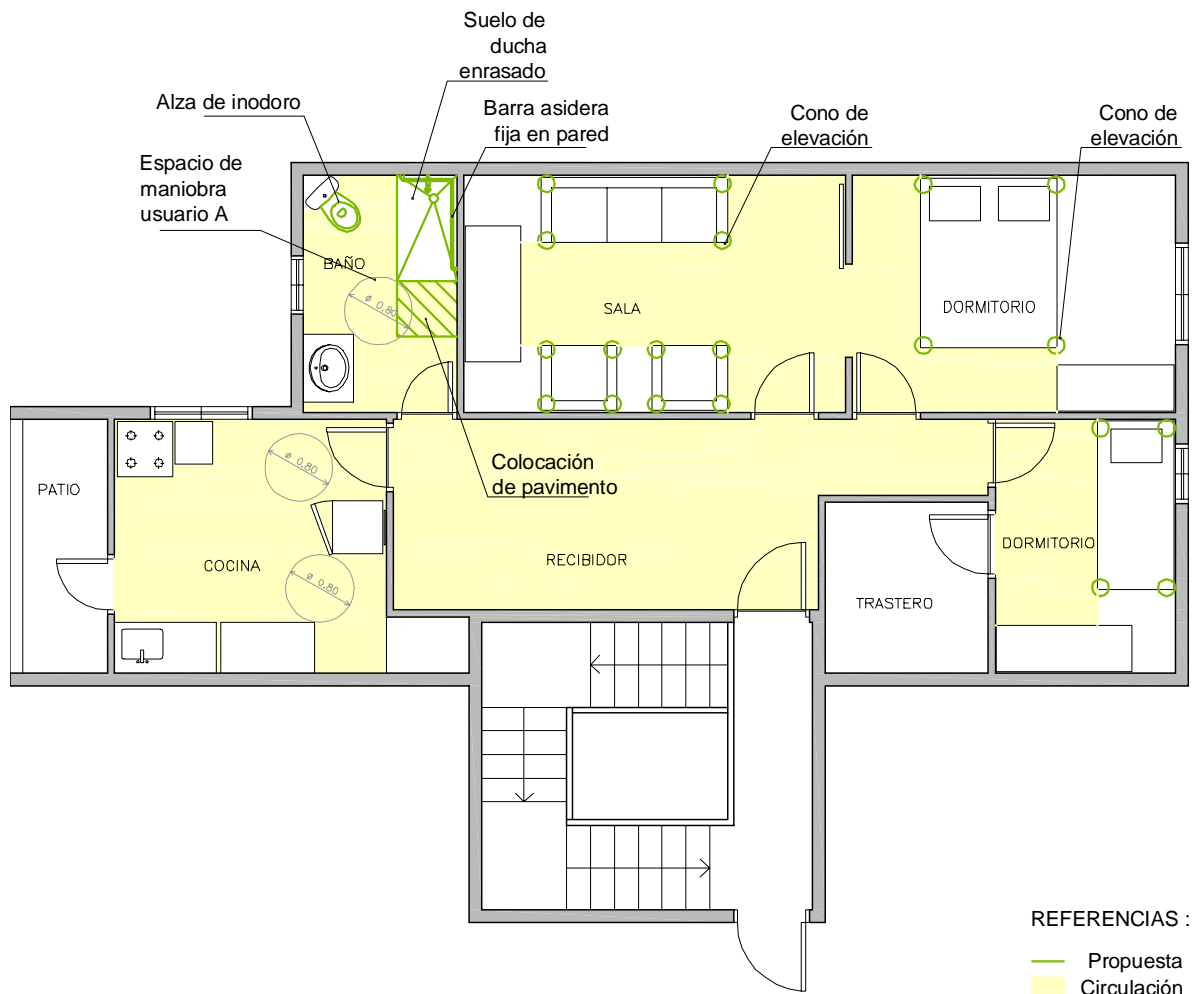 Suelo de
ducha
enrasado
Alza de inodoro
Barra asidera
fija en pared
Cono de
elevación
Cono de
elevación
Espacio de
maniobra
usuario A
BAÑO
ø 0,80
SALA
DORMITORIO
ø 0,80
Colocación
de pavimento
PATIO
COCINA
ø 0,80
RECIBIDOR
DORMITORIO
TRASTERO
REFERENCIAS :
Propuesta
Circulación